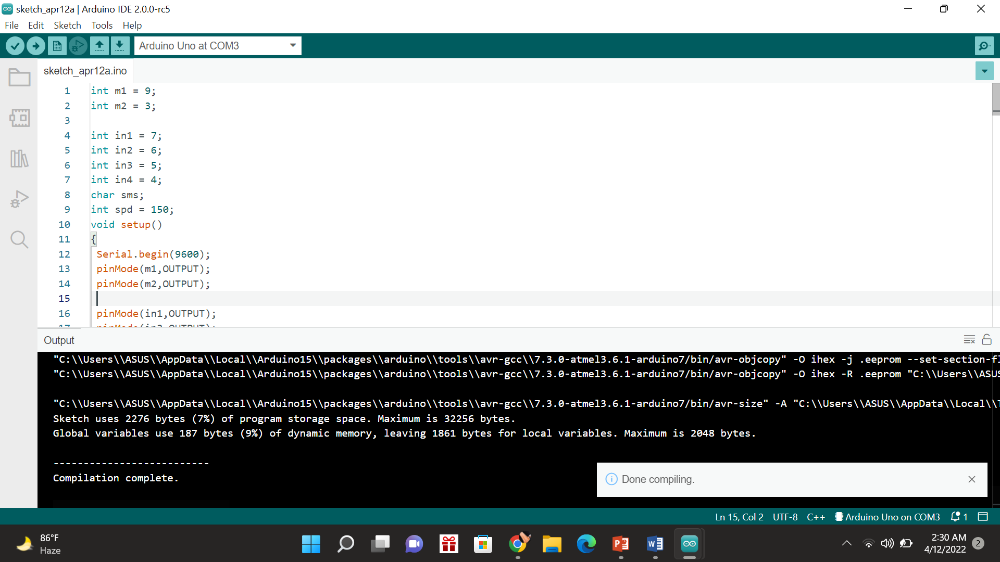 sketch_apr12a | Arduino IDE 2.0.0-rc5
File Edit Sketch Tools Help
Arduino Uno at COM3
sketch_apr12a.ino
1 int m1 = 9;
2 int m2 = 3;
3
4 int in1 = 7;
5 int in2 = 6;
6 int in3 = 5;
7 int in4 = 4;
8 char sms;
9 int spd = 150;
10 void setup()
11 {
12 Serial.begin(9600);
13 pinMode(m1,OUTPUT);
14 pinMode(m2,OUTPUT);
15
16 pinMode(in1,OUTPUT);
17 pinMode(in2,OUTPUT);
Output
"C:\\Users\\ASUS\\AppData\\Local\\Arduino15\\packages\\arduino\\tools\\avr-gcc\\7.3.0-atmel3.6.1-arduino7/bin/avr-objcopy" -O ihex -j .eeprom --set-section-fl
"C:\\Users\\ASUS\\AppData\\Local\\Arduino15\\packages\\arduino\\tools\\avr-gcc\\7.3.0-atmel3.6.1-arduino7/bin/avr-objcopy" -O ihex -R .eeprom "C:\\Users\\ASUS
"C:\\Users\\ASUS\\AppData\\Local\\Arduino15\\packages\\arduino\\tools\\avr-gcc\\7.3.0-atmel3.6.1-arduino7/bin/avr-size" -A "C:\\Users\\ASUS\\AppData\\Local\\T
Sketch uses 2276 bytes (7%) of program storage space. Maximum is 32256 bytes.
Global variables use 187 bytes (9%) of dynamic memory, leaving 1861 bytes for local variables. Maximum is 2048 bytes.
--------------------------
Compilation complete.
Done compiling.
Ln 15, Col 2 UTF-8 C++ Arduino Uno on COM3 1
86°F
Haze
2:30 AM
4/12/2022
2